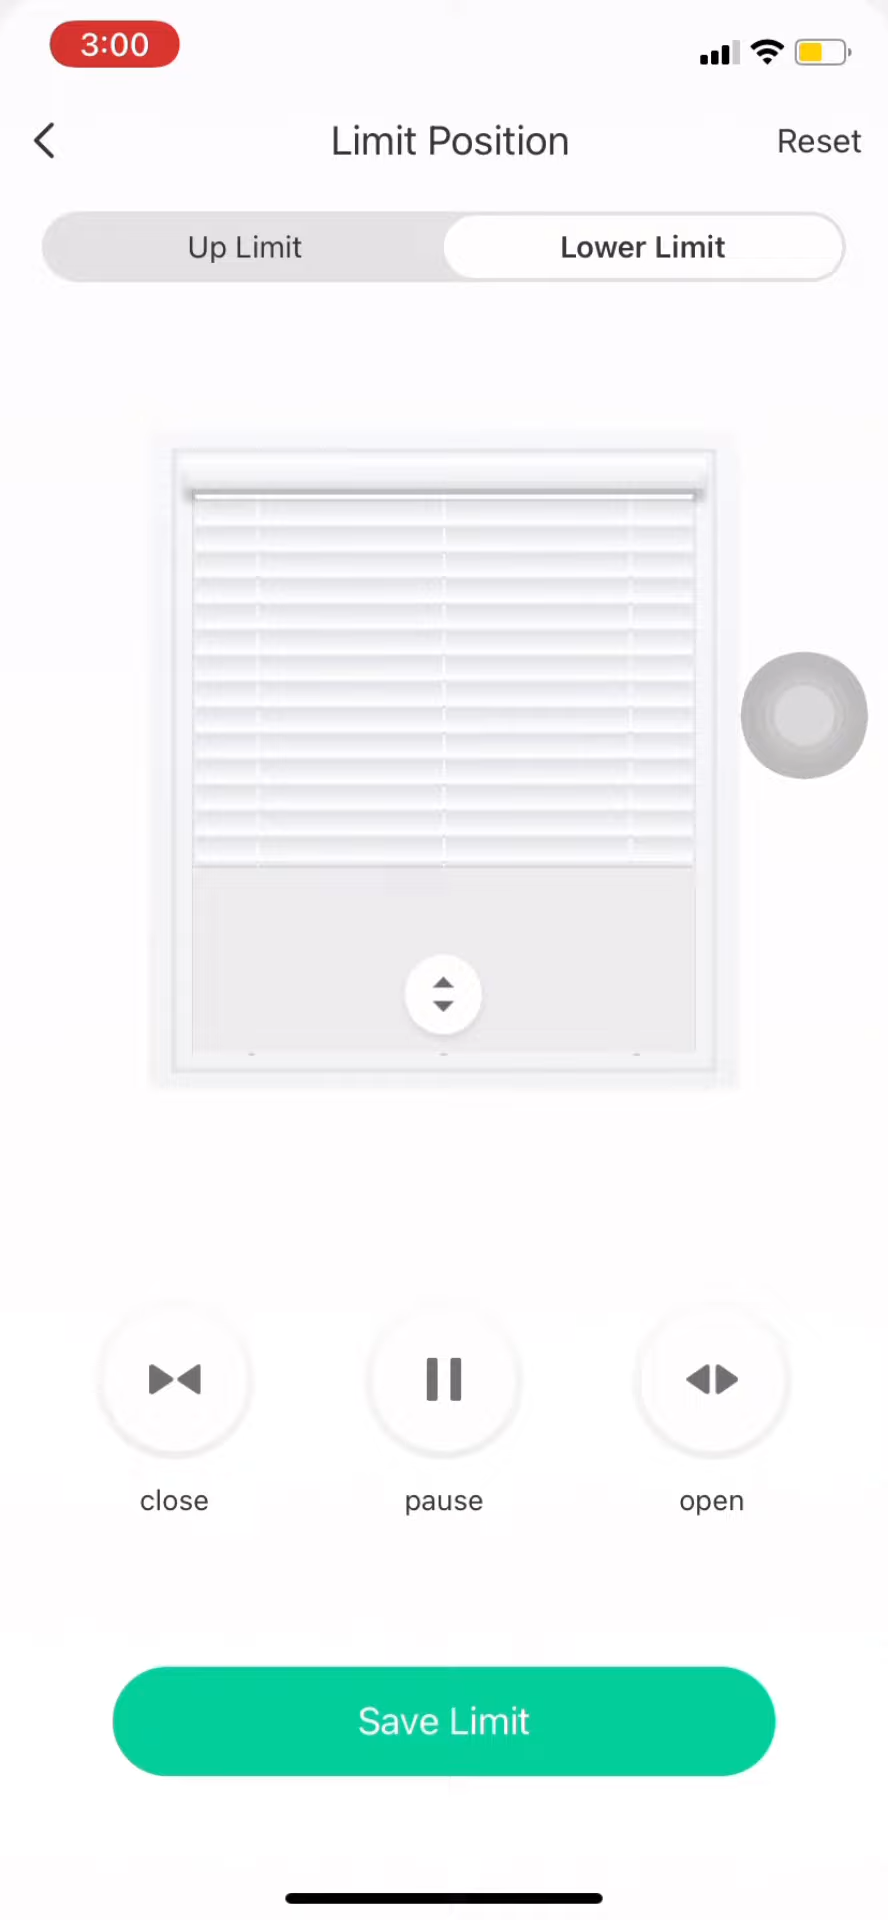 3:00
Limit Position
Reset
Up Limit
Lower Limit
close
pause
open
Save Limit